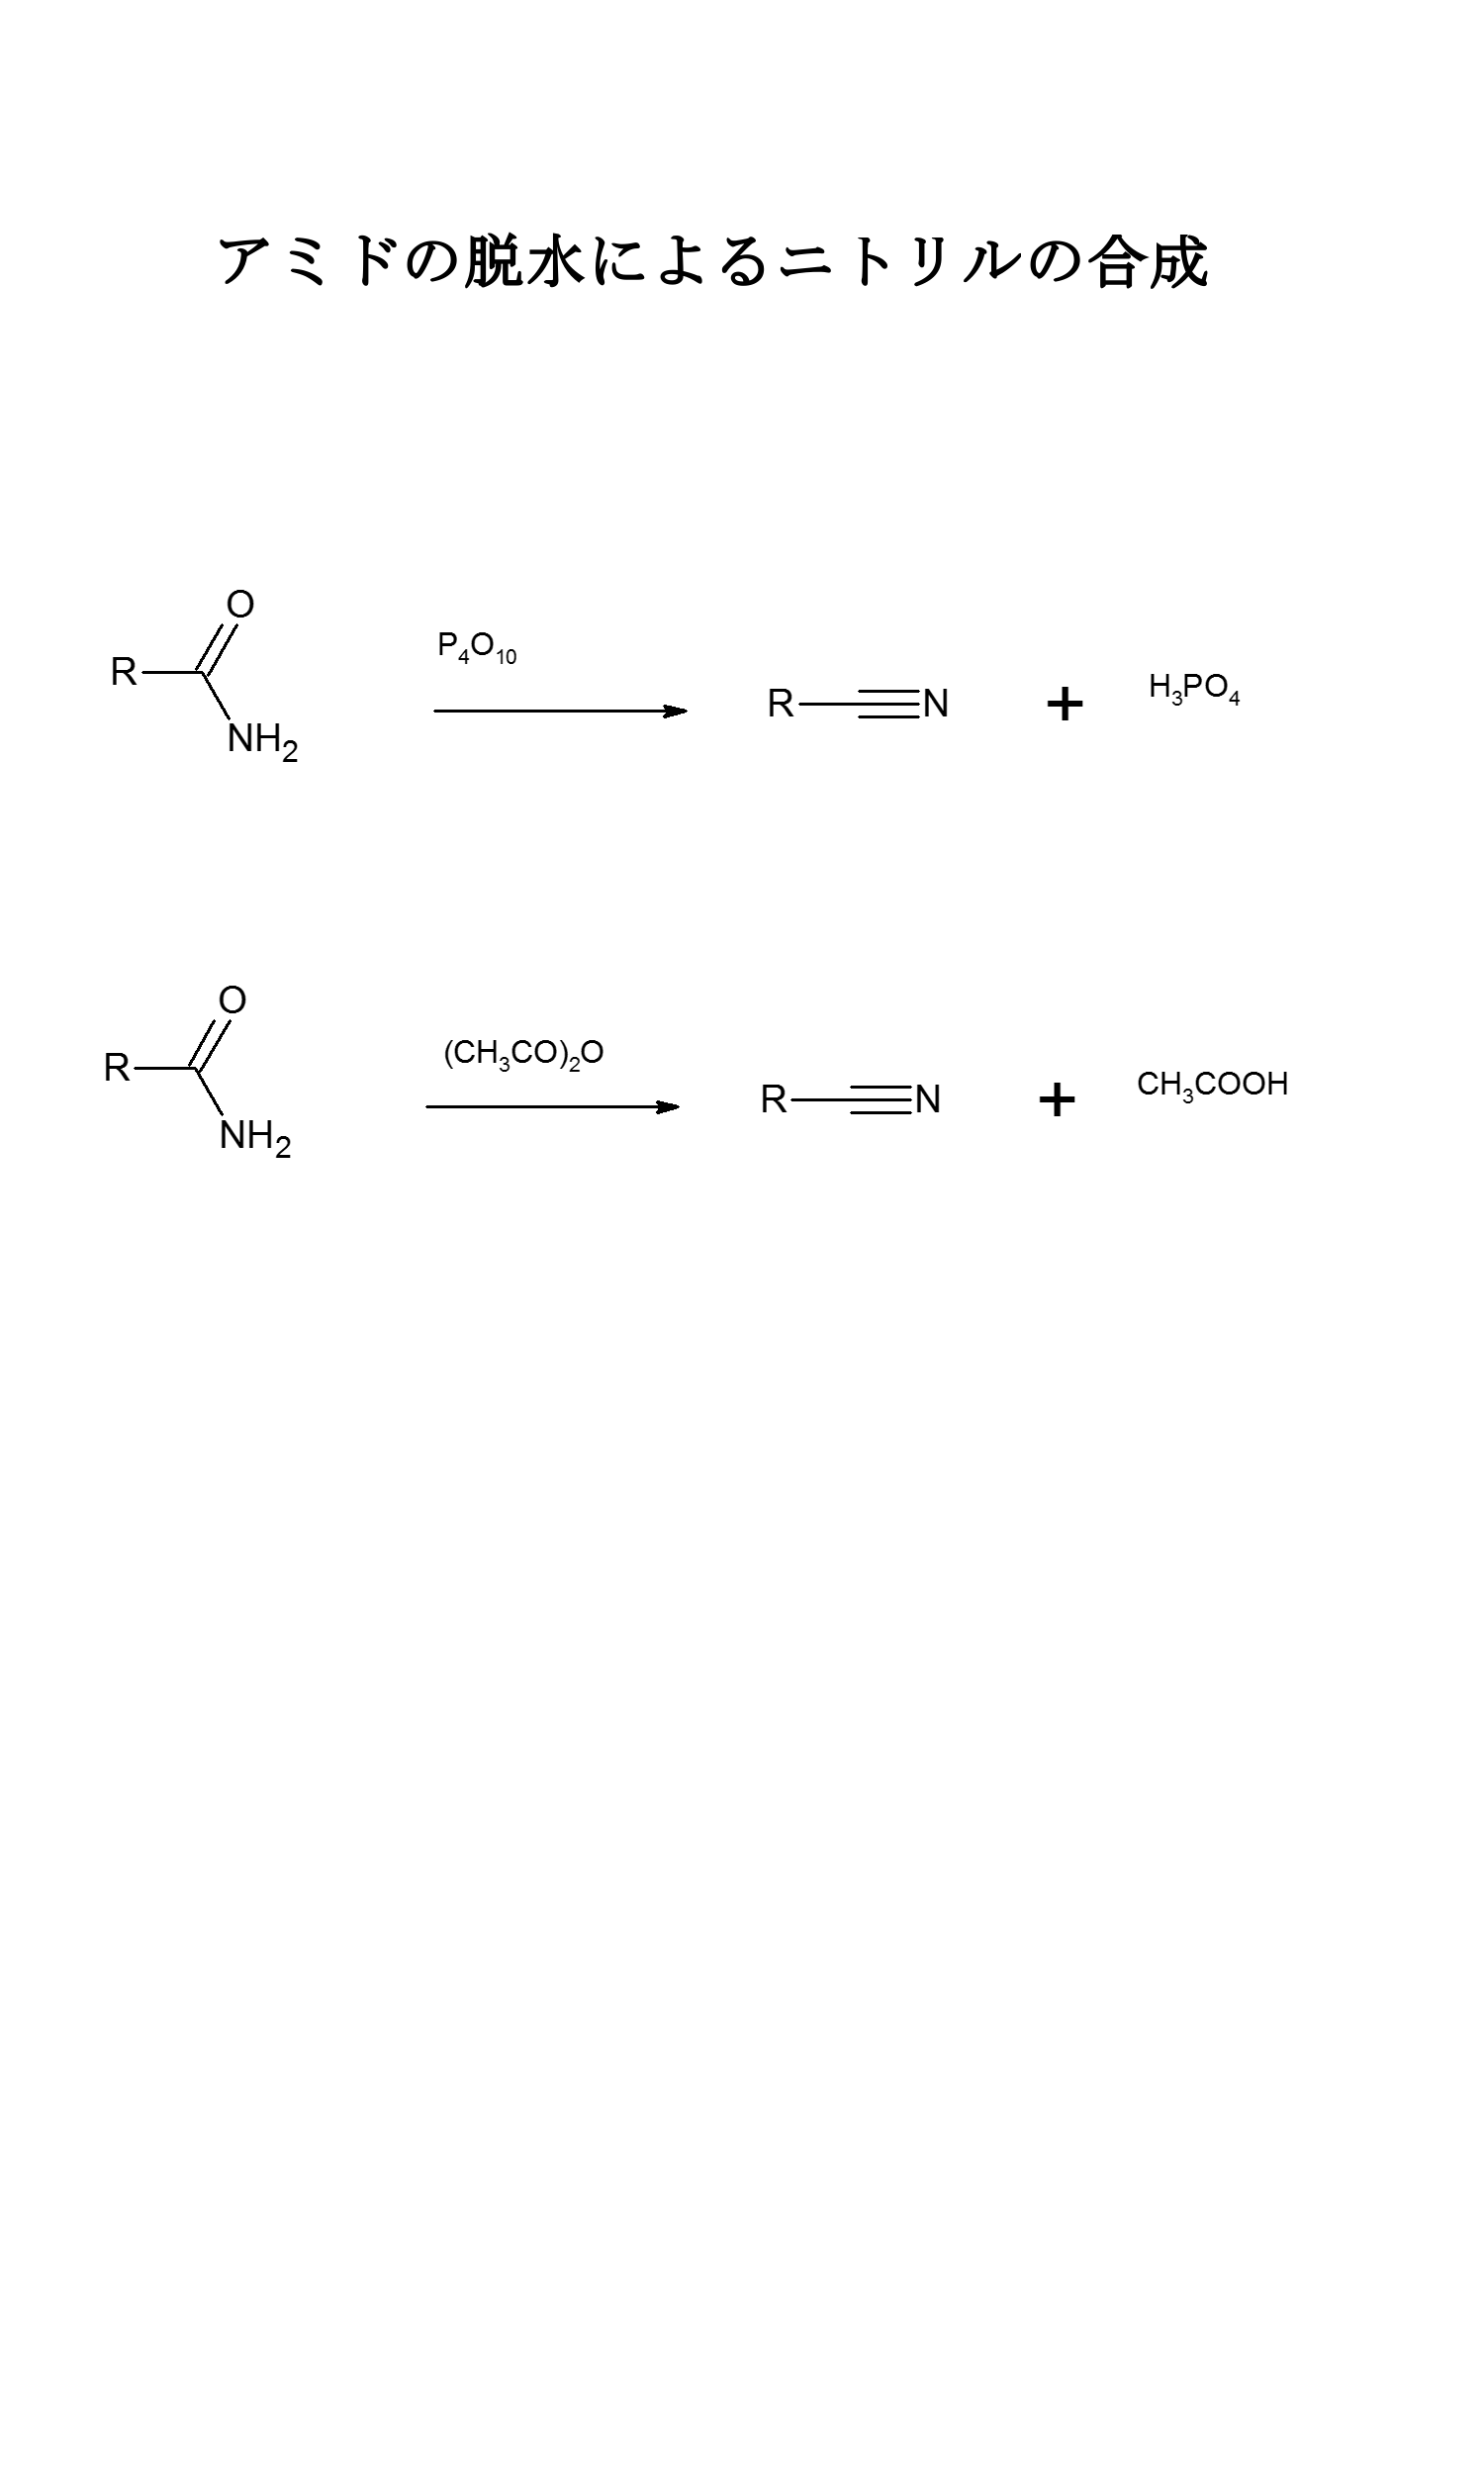 アミドの脱水によるニトリルの合成
O
P₄O₁₀
R
R N + H₃PO₄
NH₂
O
(CH₃CO)₂O
R
R N + CH₃COOH
NH₂